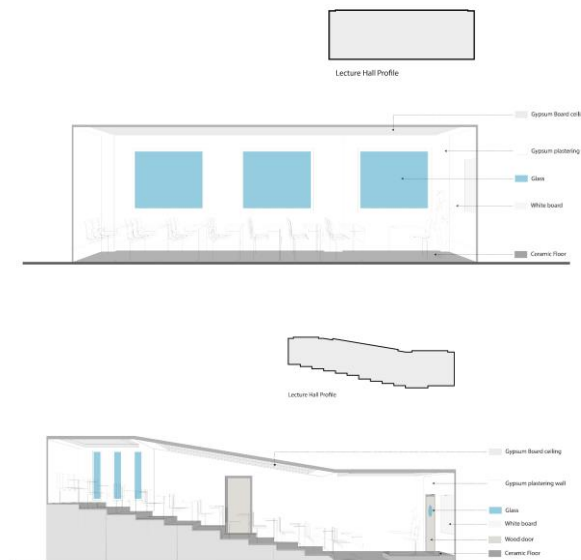 Lecture Hall Profile
Gypsum Board ceili
Gypsum plastering
Glass
White board
Ceramic Floor
Lecture Hall Profile
Gypsum Board ceiling
Gypsum plastering wall
Glass
White board
Wood door
Ceramic Floor